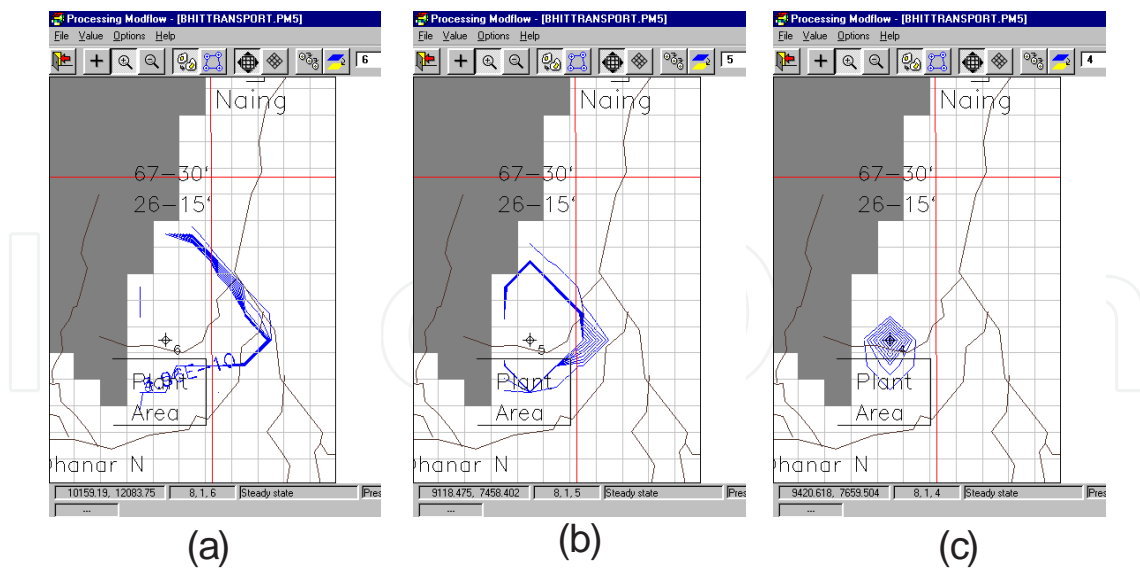 Processing Modflow - [BHITTRANSPORT.PM5]
File Value Options Help
6
Naing
67-30'
26-15'
6
Plant
Area
Dhanar N
10159.19, 12083.75 8, 1, 6 Steady state Pres
---
(a)
Processing Modflow - [BHITTRANSPORT.PM5]
File Value Options Help
5
Naing
67-30'
26-15'
5
Plant
Area
Dhanar N
9118.475, 7458.402 8, 1, 5 Steady state Pres
---
(b)
Processing Modflow - [BHITTRANSPORT.PM5]
File Value Options Help
4
Naing
67-30'
26-15'
4
Plant
Area
Dhanar N
9420.618, 7659.504 8, 1, 4 Steady state Pres
---
(c)